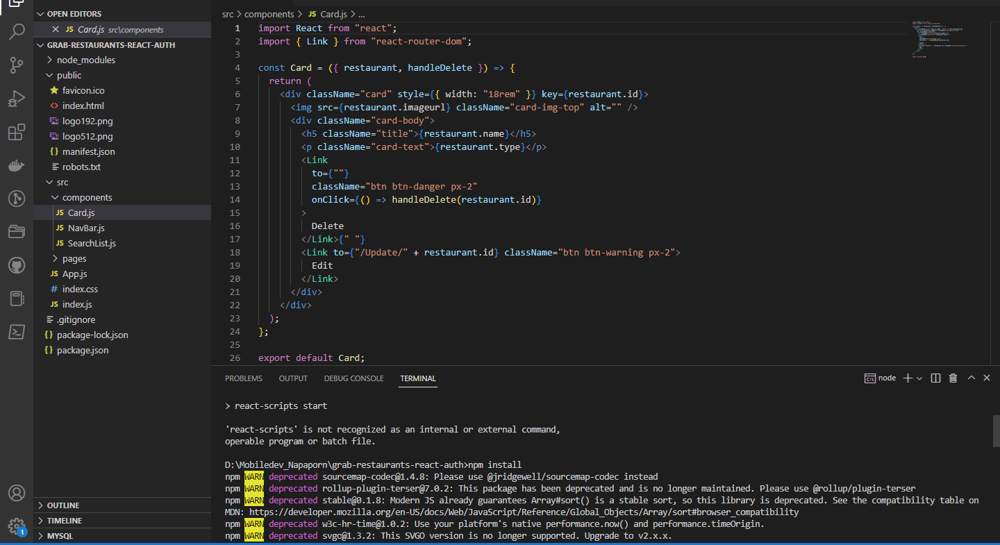 OPEN EDITORS
JS Card.js src\components
GRAB-RESTAURANTS-REACT-AUTH
node_modules
public
favicon.ico
<> index.html
logo192.png
logo512.png
{} manifest.json
robots.txt
src
components
JS Card.js
JS NavBar.js
JS SearchList.js
pages
JS App.js
# index.css
JS index.js
.gitignore
{} package-lock.json
{} package.json
OUTLINE
TIMELINE
MYSQL
1
src > components > JS Card.js > ...
1 import React from "react";
2 import { Link } from "react-router-dom";
3
4 const Card = ({ restaurant, handleDelete }) => {
5 return (
6 <div className="card" style={{ width: "18rem" }} key={restaurant.id}>
7 <img src={restaurant.imageurl} className="card-img-top" alt="" />
8 <div className="card-body">
9 <h5 className="title">{restaurant.name}</h5>
10 <p className="card-text">{restaurant.type}</p>
11 <Link
12 to={""}
13 className="btn btn-danger px-2"
14 onClick={() => handleDelete(restaurant.id)}
15 >
16 Delete
17 </Link>{" "}
18 <Link to={"/Update/" + restaurant.id} className="btn btn-warning px-2">
19 Edit
20 </Link>
21 </div>
22 </div>
23 );
24 };
25
26 export default Card;
PROBLEMS OUTPUT DEBUG CONSOLE TERMINAL node
> react-scripts start
'react-scripts' is not recognized as an internal or external command,
operable program or batch file.
D:\Mobiledev_Napaporn\grab-restaurants-react-auth>npm install
npm WARN deprecated sourcemap-codec@1.4.8: Please use @jridgewell/sourcemap-codec instead
npm WARN deprecated rollup-plugin-terser@7.0.2: This package has been deprecated and is no longer maintained. Please use @rollup/plugin-terser
npm WARN deprecated stable@0.1.8: Modern JS already guarantees Array#sort() is a stable sort, so this library is deprecated. See the compatibility table on
MDN: https://developer.mozilla.org/en-US/docs/Web/JavaScript/Reference/Global_Objects/Array/sort#browser_compatibility
npm WARN deprecated w3c-hr-time@1.0.2: Use your platform's native performance.now() and performance.timeOrigin.
npm WARN deprecated svgo@1.3.2: This SVGO version is no longer supported. Upgrade to v2.x.x.